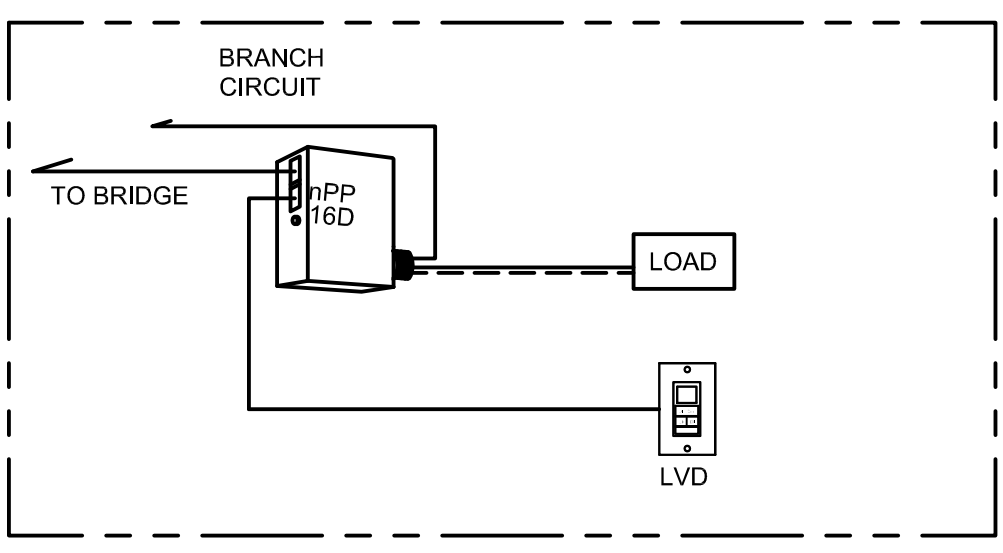 BRANCH
CIRCUIT
TO BRIDGE
nPP
16D
LOAD
LVD